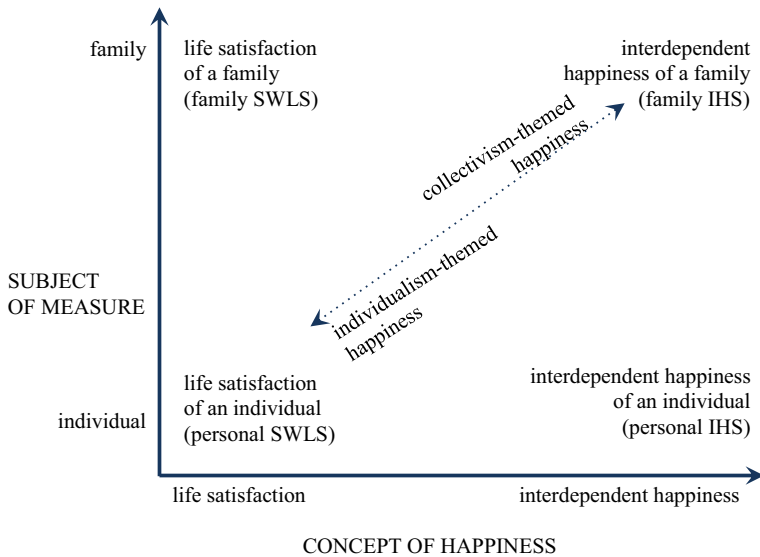 family
life satisfaction
of a family
(family SWLS)
interdependent
happiness of a family
(family IHS)
collectivism-themed
happiness
individualism-themed
happiness
SUBJECT
OF MEASURE
individual
life satisfaction
of an individual
(personal SWLS)
interdependent happiness
of an individual
(personal IHS)
life satisfaction
interdependent happiness
CONCEPT OF HAPPINESS